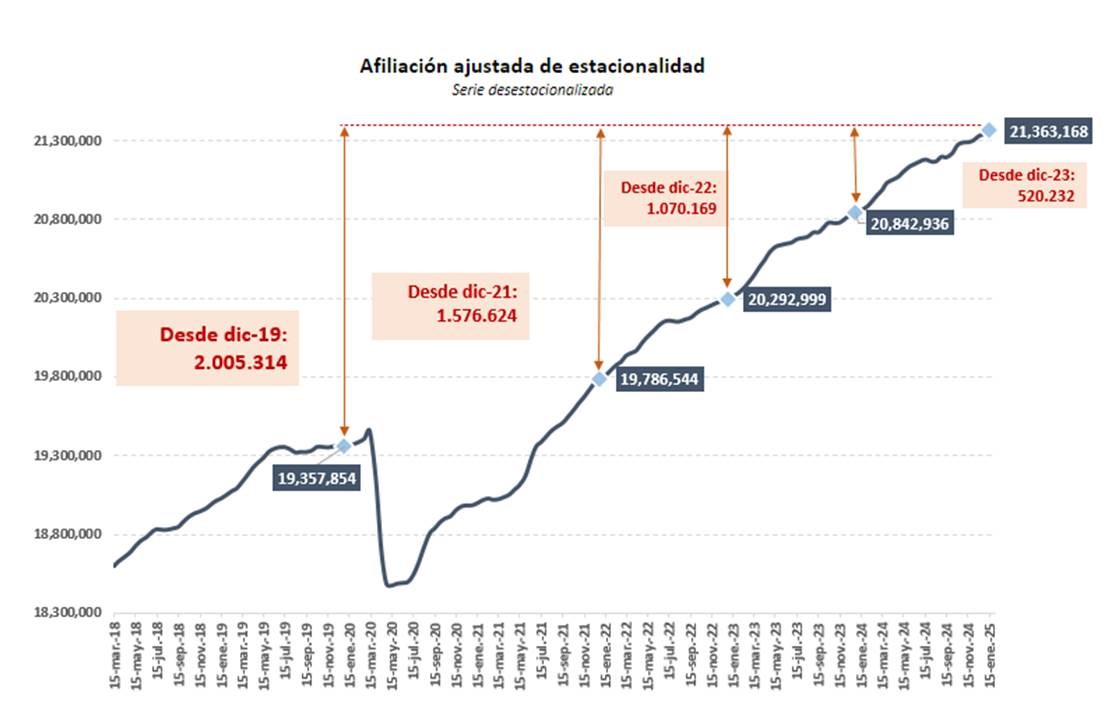 Afiliación ajustada de estacionalidad
Serie desestacionalizada
21,300,000
20,800,000
20,300,000
19,800,000
19,300,000
18,800,000
18,300,000
21,363,168
Desde dic-23:
520.232
Desde dic-22:
1.070.169
20,842,936
Desde dic-21:
1.576.624
20,292,999
Desde dic-19:
2.005.314
19,786,544
19,357,854
15-mar.-18
15-may.-18
15-jul.-18
15-sep.-18
15-nov.-18
15-ene.-19
15-mar.-19
15-may.-19
15-jul.-19
15-sep.-19
15-nov.-19
15-ene.-20
15-mar.-20
15-may.-20
15-jul.-20
15-sep.-20
15-nov.-20
15-ene.-21
15-mar.-21
15-may.-21
15-jul.-21
15-sep.-21
15-nov.-21
15-ene.-22
15-mar.-22
15-may.-22
15-jul.-22
15-sep.-22
15-nov.-22
15-ene.-23
15-mar.-23
15-may.-23
15-jul.-23
15-sep.-23
15-nov.-23
15-ene.-24
15-mar.-24
15-may.-24
15-jul.-24
15-sep.-24
15-nov.-24
15-ene.-25